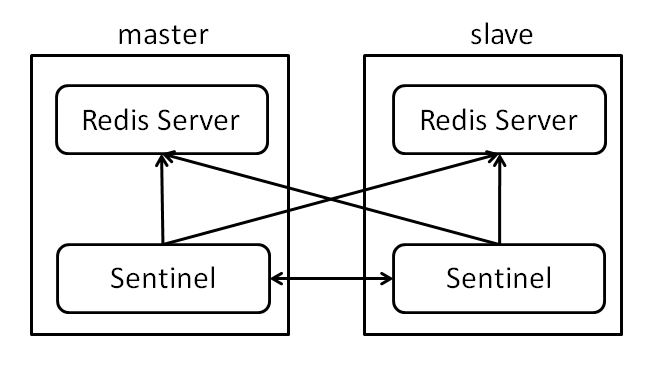 master
slave
Redis Server
Redis Server
Sentinel
Sentinel